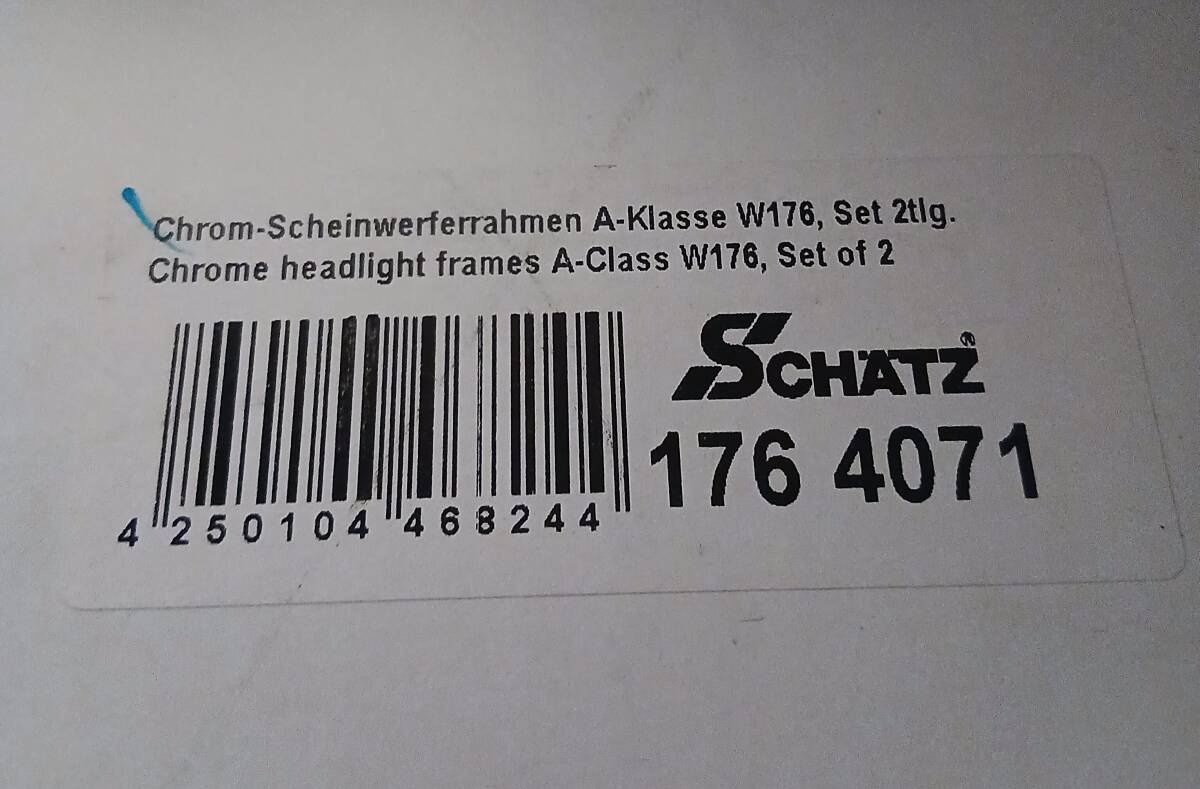 Chrom-Scheinwerferrahmen A-Klasse W176, Set 2tlg.
Chrome headlight frames A-Class W176, Set of 2
SCHÄTZ®
176 4071
4 250104 468244